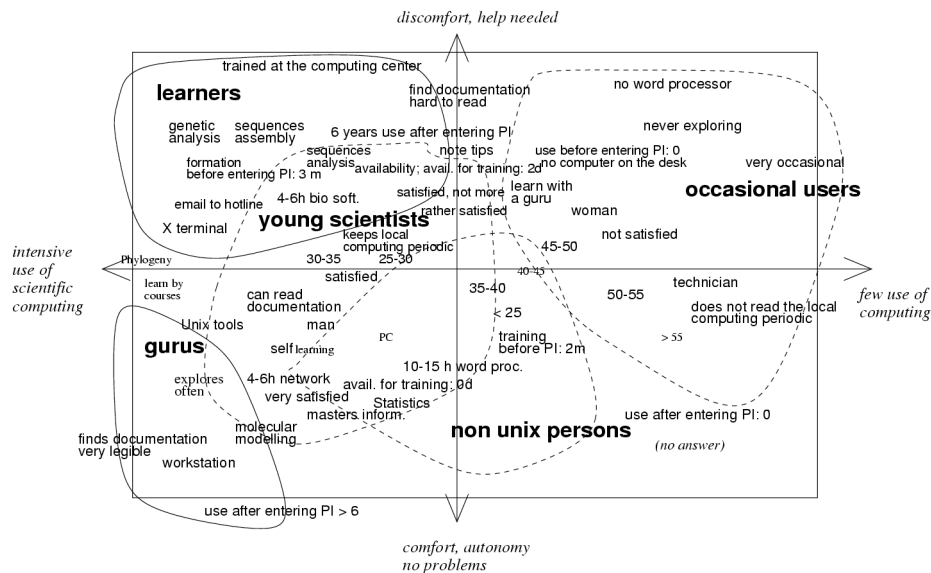 discomfort, help needed
trained at the computing center
learners
find documentation
hard to read
no word processor
genetic
analysis
sequences
assembly
6 years use after entering PI
never exploring
sequences
analysis
note tips
use before entering PI: 0
no computer on the desk
formation
before entering PI: 3 m
availability; avail. for training: 2d
very occasional
occasional users
4-6h bio soft.
satisfied, not more
learn with
a guru
email to hotline
young scientists
rather satisfied
woman
X terminal
keeps local
computing periodic
not satisfied
45-50
intensive
use of
scientific
computing
Phylogeny
30-35
25-30
40-45
few use of
computing
learn by
courses
satisfied
35-40
technician
can read
documentation
50-55
does not read the local
computing periodic
< 25
Unix tools
man
PC
training
before PI: 2m
> 55
gurus
self learning
10-15 h word proc.
explores
often
4-6h network
avail. for training: 0d
very satisfied
Statistics
masters inform.
use after entering PI: 0
molecular
modelling
non unix persons
finds documentation
very legible
(no answer)
workstation
use after entering PI > 6
comfort, autonomy
no problems